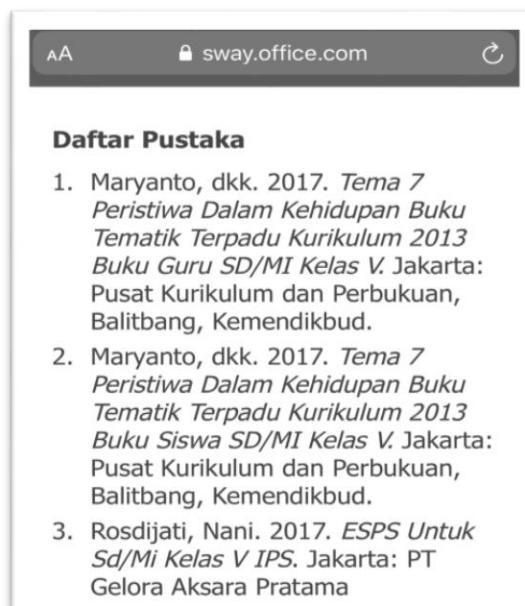 AA sway.office.com
Daftar Pustaka
1. Maryanto, dkk. 2017. Tema 7
Peristiwa Dalam Kehidupan Buku
Tematik Terpadu Kurikulum 2013
Buku Guru SD/MI Kelas V. Jakarta:
Pusat Kurikulum dan Perbukuan,
Balitbang, Kemendikbud.
2. Maryanto, dkk. 2017. Tema 7
Peristiwa Dalam Kehidupan Buku
Tematik Terpadu Kurikulum 2013
Buku Siswa SD/MI Kelas V. Jakarta:
Pusat Kurikulum dan Perbukuan,
Balitbang, Kemendikbud.
3. Rosdijati, Nani. 2017. ESPS Untuk
Sd/Mi Kelas V IPS. Jakarta: PT
Gelora Aksara Pratama